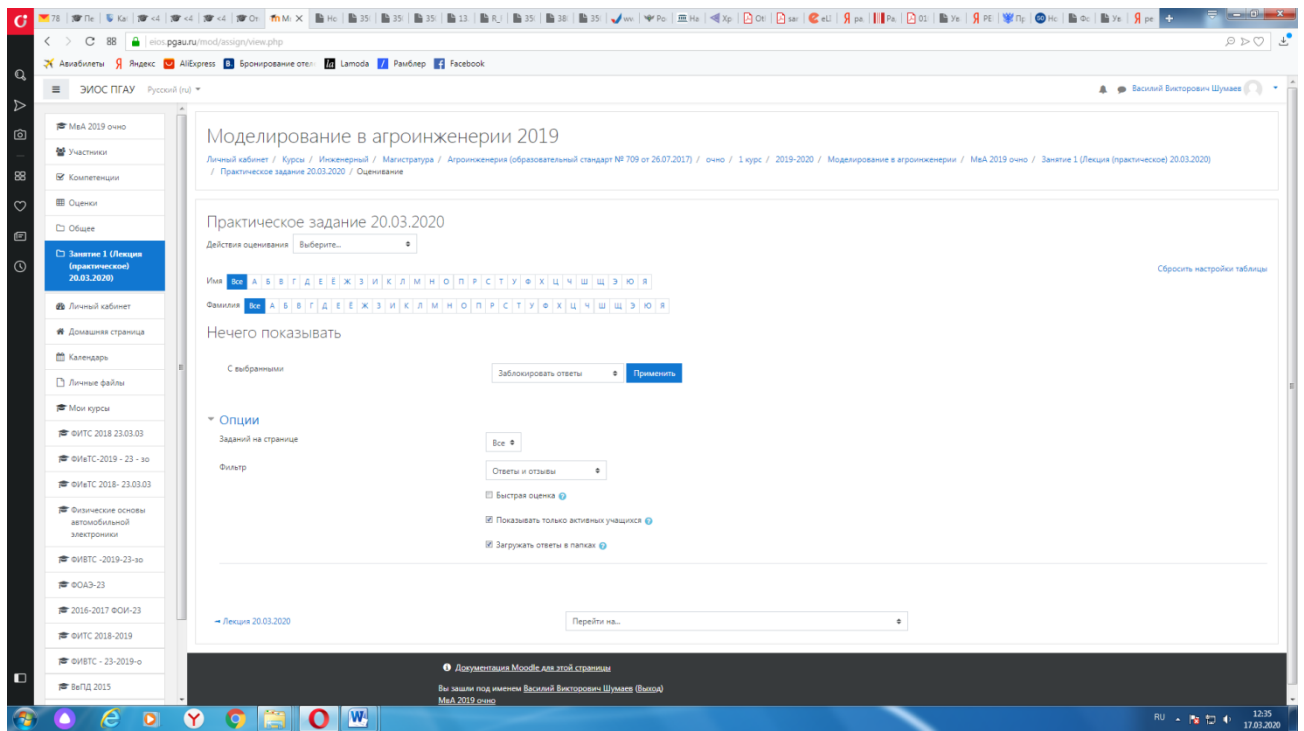 eios.pgau.ru/mod/assign/view.php
Авиабилеты Яндекс AliExpress Бронирование отел Lamoda Рамблер Facebook
ЭИОС ПГАУ Русский (ru)
Василий Викторович Шумаев
МвА 2019 очно
Участники
Компетенции
Оценки
Общее
Занятие 1 (Лекция
(практическое)
20.03.2020)
Личный кабинет
Домашняя страница
Календарь
Личные файлы
Мои курсы
ФИТС 2018 23.03.03
ФИвТС-2019 - 23 - зо
ФИвТС 2018- 23.03.03
Физические основы
автомобильной
электроники
ФИВТС -2019-23-зо
ФОАЭ-23
2016-2017 ФОИ-23
ФИТС 2018-2019
ФИВТС - 23-2019-о
ВвПД 2015
Моделирование в агроинженерии 2019
Личный кабинет / Курсы / Инженерный / Магистратура / Агроинженерия (образовательный стандарт № 709 от 26.07.2017) / очно / 1 курс / 2019-2020 / Моделирование в агроинженерии / МвА 2019 очно / Занятие 1 (Лекция (практическое) 20.03.2020)
/ Практическое задание 20.03.2020 / Оценивание
Практическое задание 20.03.2020
Действия оценивания Выберите...
Сбросить настройки таблицы
Имя Все А Б В Г Д Е Ё Ж З И К Л М Н О П Р С Т У Ф Х Ц Ч Ш Щ Э Ю Я
Фамилия Все А Б В Г Д Е Ё Ж З И К Л М Н О П Р С Т У Ф Х Ц Ч Ш Щ Э Ю Я
Нечего показывать
С выбранными Заблокировать ответы Применить
Опции
Заданий на странице Все
Фильтр Ответы и отзывы
Быстрая оценка
Показывать только активных учащихся
Загружать ответы в папках
→ Лекция 20.03.2020 Перейти на...
Документация Moodle для этой страницы
Вы зашли под именем Василий Викторович Шумаев (Выход)
МвА 2019 очно
RU 12:35
17.03.2020